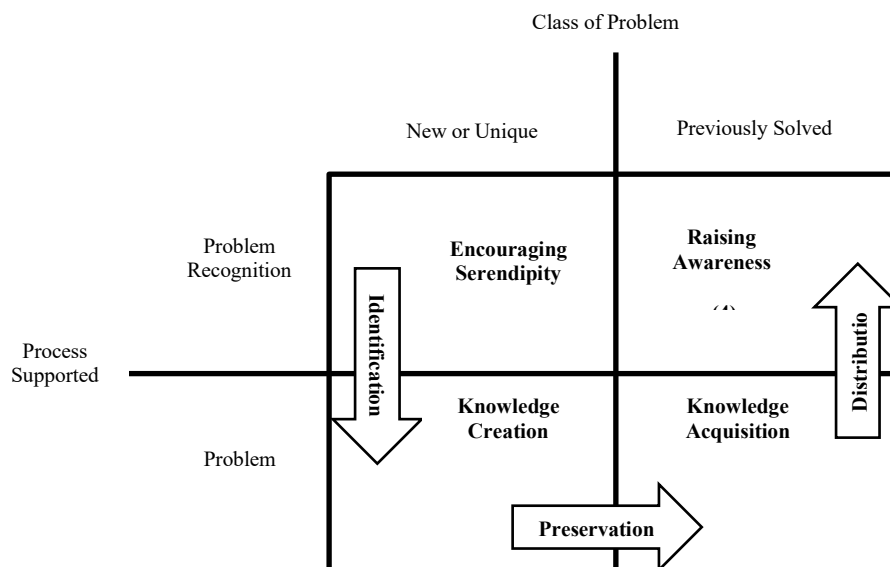 Class of Problem
New or Unique
Previously Solved
Problem
Recognition
Encouraging
Serendipity
Raising
Awareness
Identification
Distributio
Process
Supported
Knowledge
Creation
Knowledge
Acquisition
Problem
Preservation